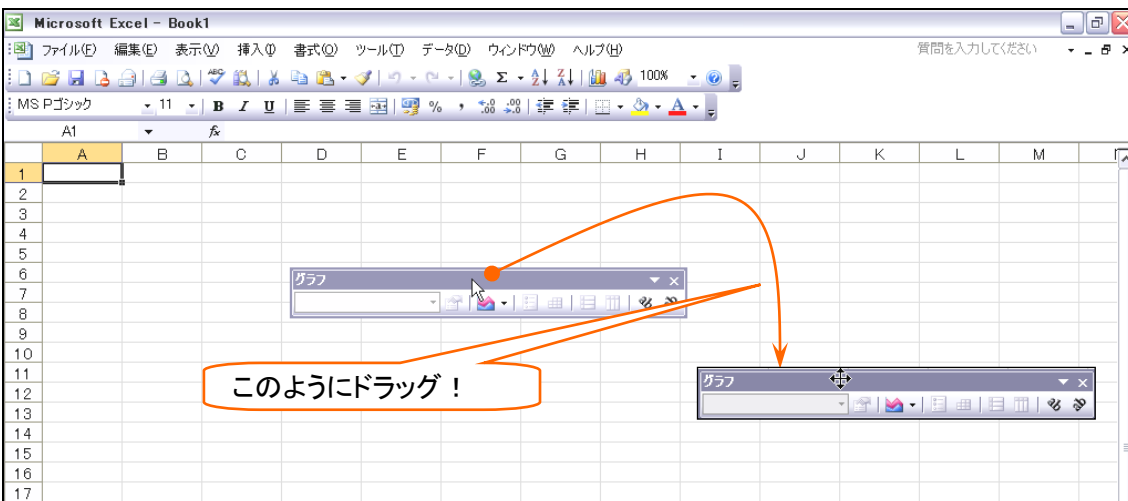 Microsoft Excel - Book1
ファイル(F) 編集(E) 表示(V) 挿入(I) 書式(O) ツール(T) データ(D) ウィンドウ(W) ヘルプ(H) 質問を入力してください
100%
MS Pゴシック 11 B I U
A1 fx
A B C D E F G H I J K L M
1
2
3
4
5
6
グラフ
7
8
9
10
11
グラフ
このようにドラッグ！
12
13
14
15
16
17